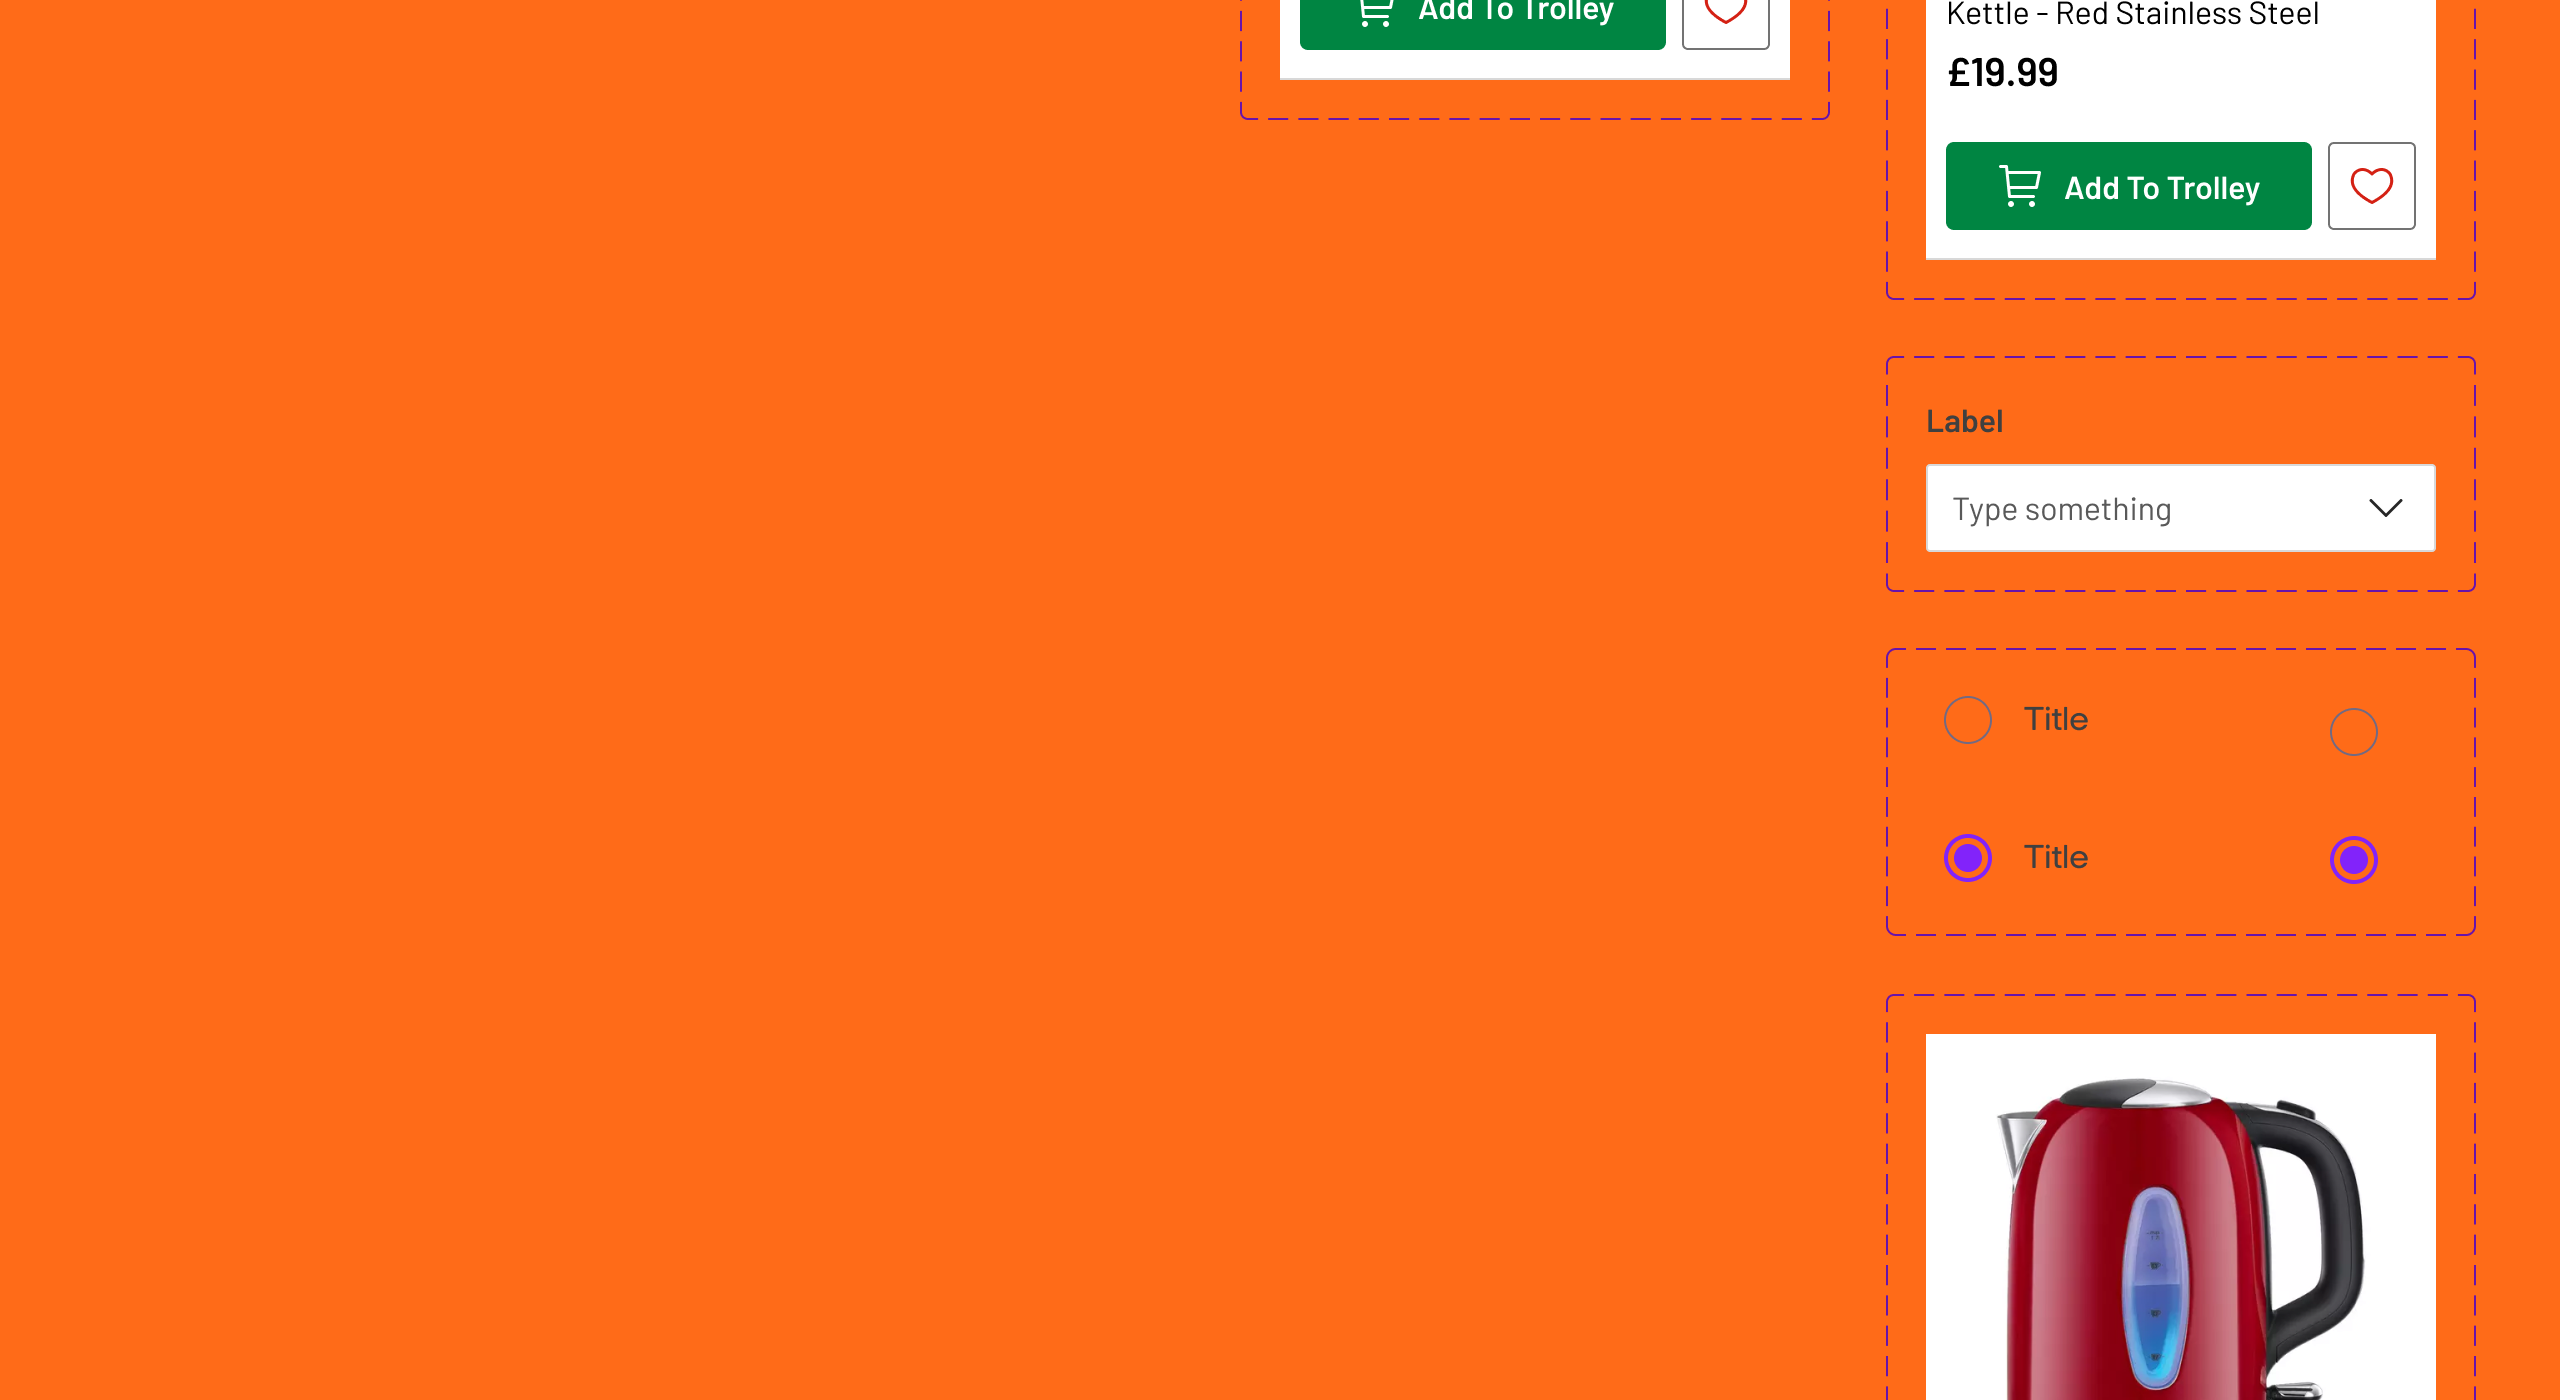 Add To Trolley
Kettle - Red Stainless Steel
£19.99
Add To Trolley
Label
Type something
Title
Title